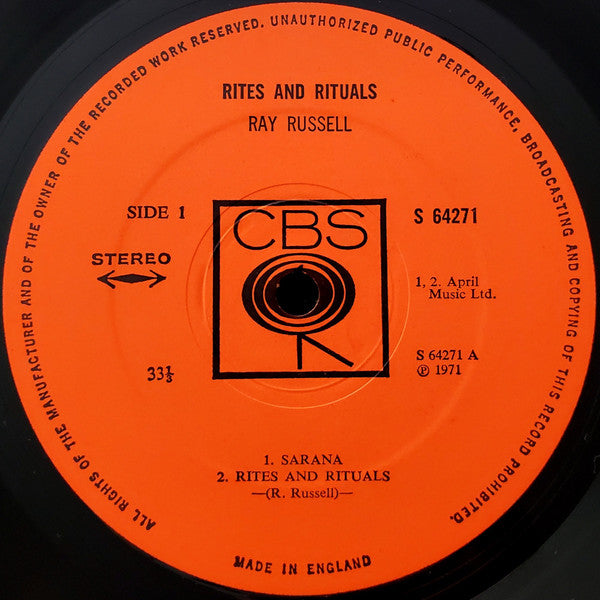 ALL RIGHTS OF THE MANUFACTURER AND OF THE OWNER OF THE RECORDED WORK RESERVED. UNAUTHORIZED PUBLIC PERFORMANCE, BROADCASTING AND COPYING OF THIS RECORD PROHIBITED.
RITES AND RITUALS
RAY RUSSELL
SIDE 1
CBS
S 64271
STEREO
1, 2. April
Music Ltd.
33⅓
S 64271 A
℗ 1971
1. SARANA
2. RITES AND RITUALS
—(R. Russell)—
MADE IN ENGLAND